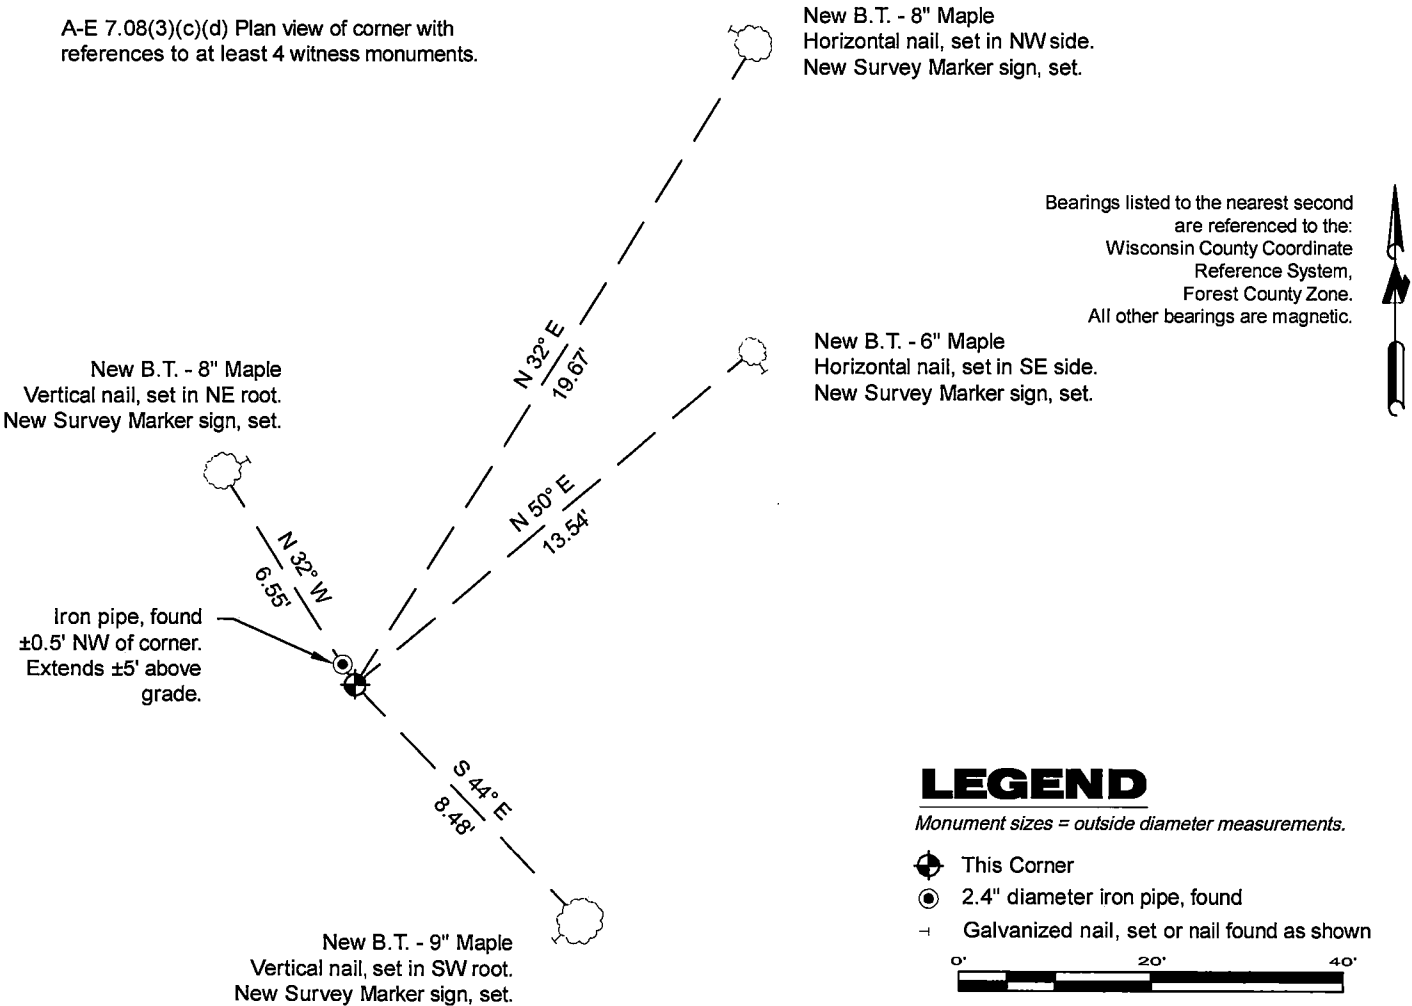 A-E 7.08(3)(c)(d) Plan view of corner with
references to at least 4 witness monuments.
New B.T. - 8" Maple
Horizontal nail, set in NW side.
New Survey Marker sign, set.
Bearings listed to the nearest second
are referenced to the:
Wisconsin County Coordinate
Reference System,
Forest County Zone.
All other bearings are magnetic.
N 32° E
19.67'
New B.T. - 6" Maple
Horizontal nail, set in SE side.
New Survey Marker sign, set.
New B.T. - 8" Maple
Vertical nail, set in NE root.
New Survey Marker sign, set.
N 50° E
13.54'
N 32° W
6.55'
Iron pipe, found
±0.5' NW of corner.
Extends ±5' above
grade.
S 44° E
8.48'
New B.T. - 9" Maple
Vertical nail, set in SW root.
New Survey Marker sign, set.
LEGEND
Monument sizes = outside diameter measurements.
This Corner
2.4" diameter iron pipe, found
Galvanized nail, set or nail found as shown
0' 20' 40'